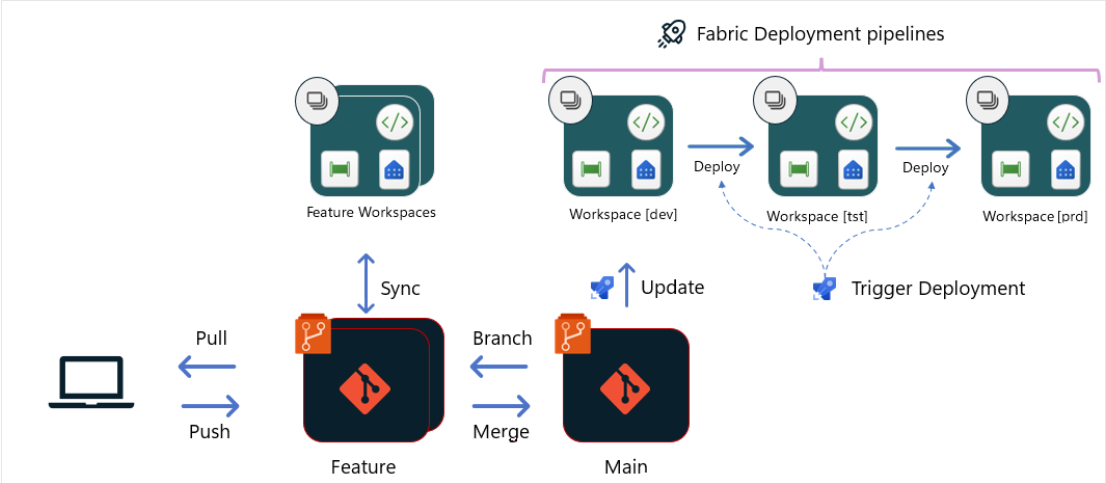 Fabric Deployment pipelines
</>
</>
</>
</>
Deploy
Deploy
Feature Workspaces
Workspace [dev]
Workspace [tst]
Workspace [prd]
Sync
Update
Trigger Deployment
Pull
Branch
Push
Merge
Feature
Main